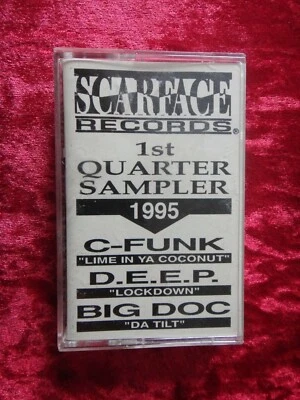 SCARFACE
RECORDS®
1st
QUARTER
SAMPLER
1995
C-FUNK
"LIME IN YA COCONUT"
D.E.E.P.
"LOCKDOWN"
BIG DOC
"DA TILT"